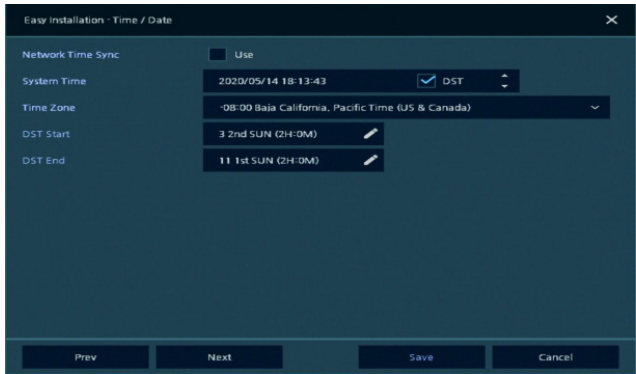 Easy Installation - Time / Date
Network Time Sync Use
System Time 2020/05/14 18:13:43 DST
Time Zone -08:00 Baja California, Pacific Time (US & Canada)
DST Start 3 2nd SUN (2H:0M)
DST End 11 1st SUN (2H:0M)
Prev Next Save Cancel